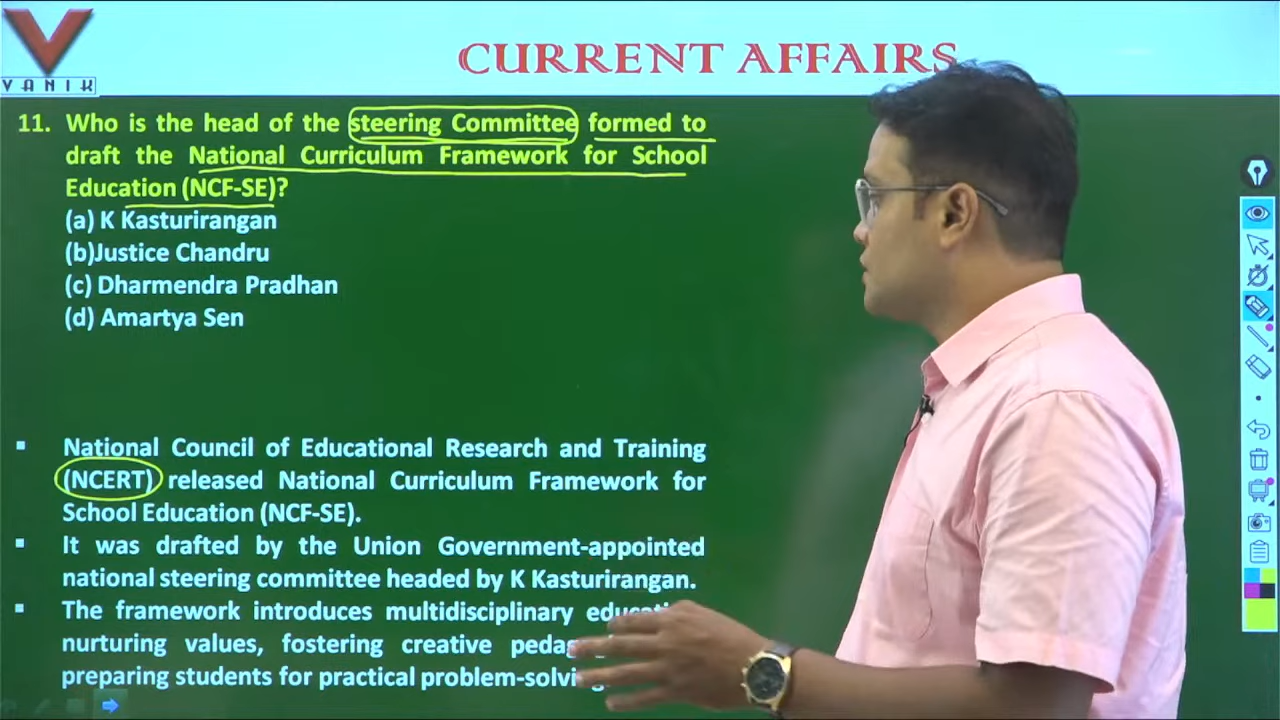 VANIK
CURRENT AFFAIRS
11. Who is the head of the steering Committee formed to
draft the National Curriculum Framework for School
Education (NCF-SE)?
(a) K Kasturirangan
(b)Justice Chandru
(c) Dharmendra Pradhan
(d) Amartya Sen
▪ National Council of Educational Research and Training
(NCERT) released National Curriculum Framework for
School Education (NCF-SE).
▪ It was drafted by the Union Government-appointed
national steering committee headed by K Kasturirangan.
▪ The framework introduces multidisciplinary
nurturing values, fostering creative
preparing students for practical